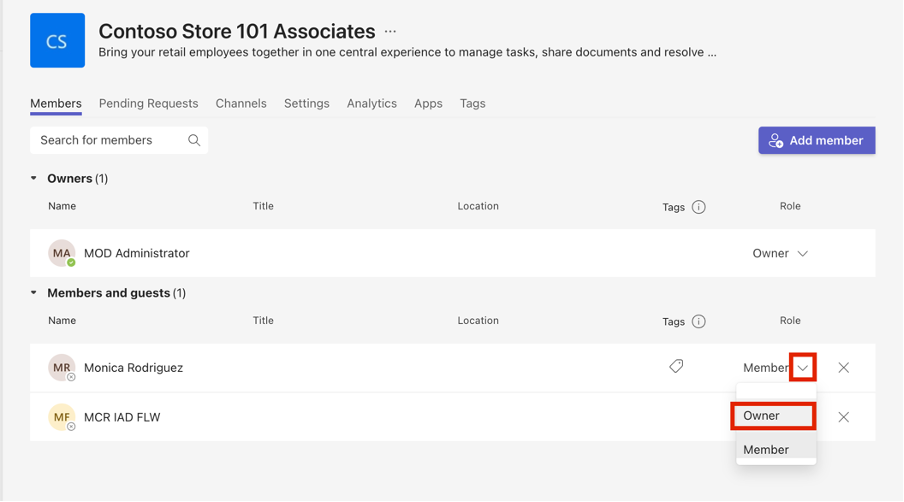 CS
Contoso Store 101 Associates ...
Bring your retail employees together in one central experience to manage tasks, share documents and resolve ...
Members Pending Requests Channels Settings Analytics Apps Tags
Search for members
Add member
Owners (1)
Name Title Location Tags Role
MA MOD Administrator Owner
Members and guests (1)
Name Title Location Tags Role
MR Monica Rodriguez Member
MF MCR IAD FLW
Owner
Member